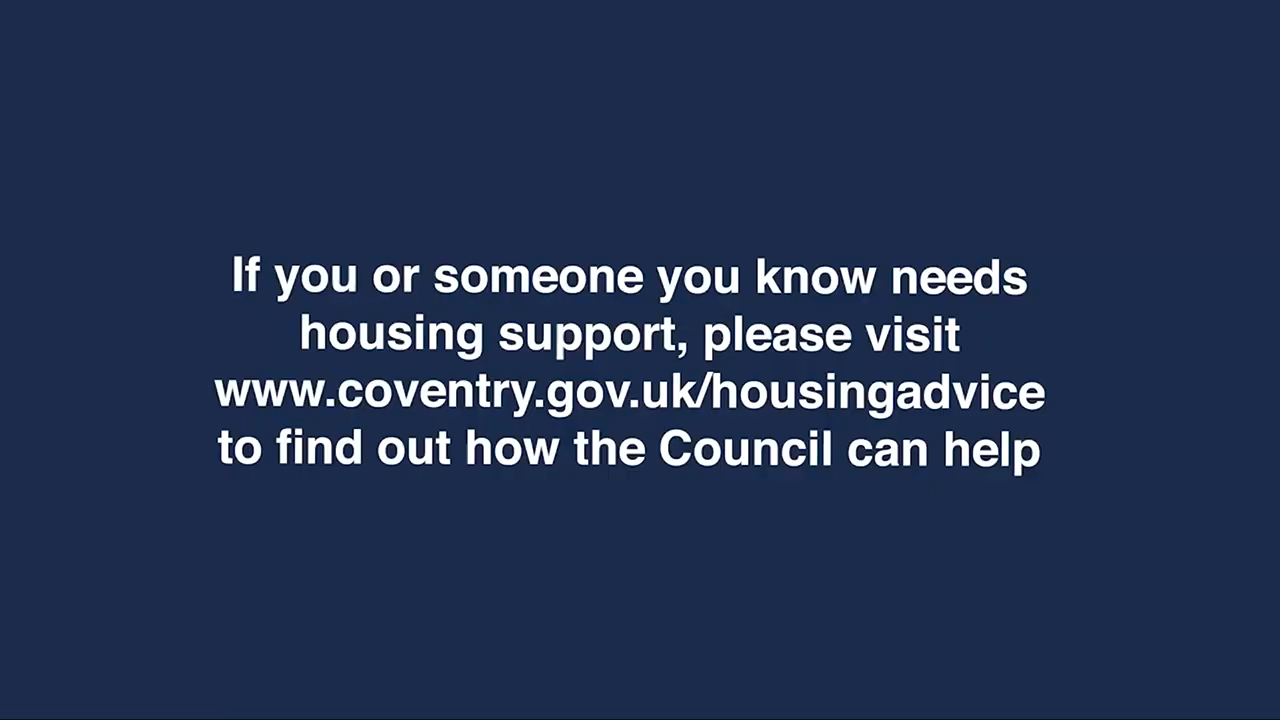 If you or someone you know needs
housing support, please visit
www.coventry.gov.uk/housingadvice
to find out how the Council can help